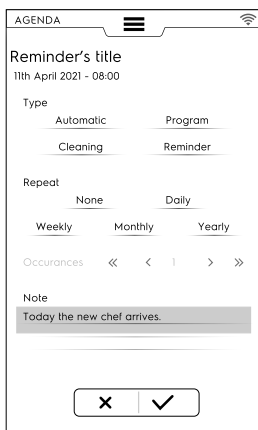 AGENDA
Reminder's title
11th April 2021 - 08:00
Type
Automatic Program
Cleaning Reminder
Repeat
None Daily
Weekly Monthly Yearly
Occurances « < 1 > »
Note
Today the new chef arrives.